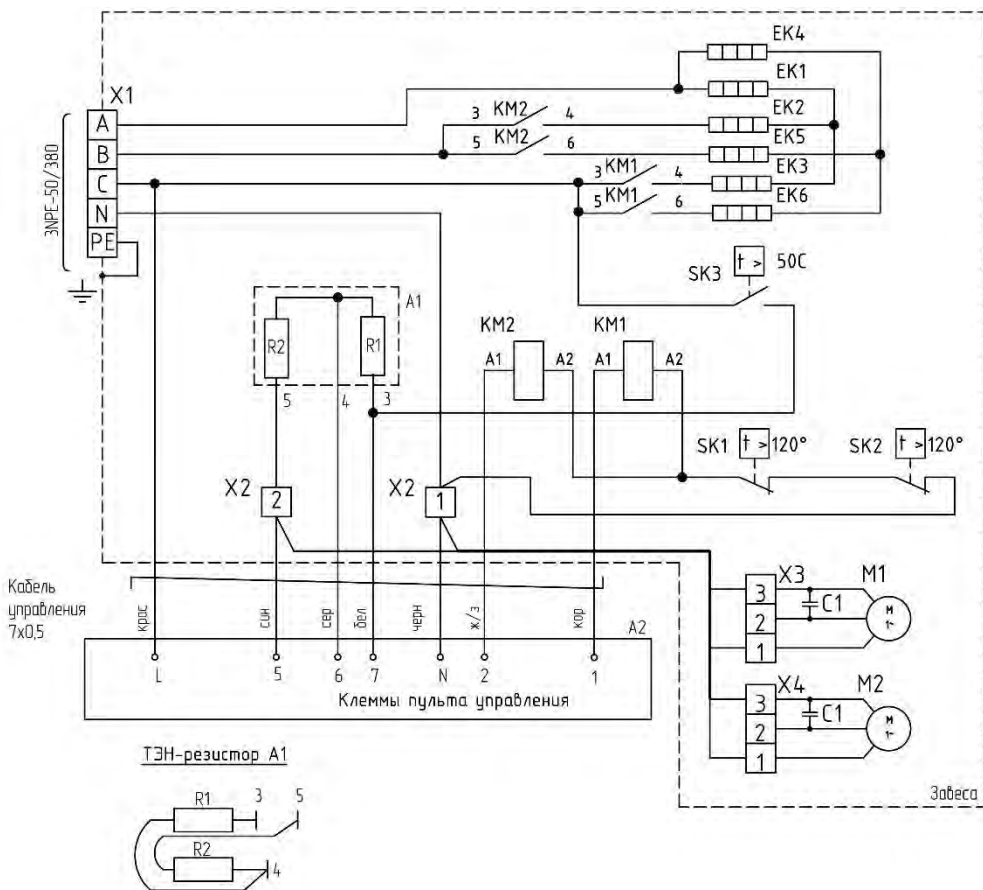 EK4
X1
EK1
A
3 KM2 4
EK2
B
5 KM2 6
EK5
C
3 KM1 4
EK3
N
5 KM1 6
EK6
PE
3NPE~50/380
SK3 t > 50C
A1
R2
R1
5
4
3
KM2
KM1
A1
A2
A1
A2
SK1 t > 120°
SK2 t > 120°
X2
2
X2
1
Кабель
управления
7x0,5
крас
син
сер
бел
черн
ж/з
кор
A2
L
5
6
7
N
2
1
Клеммы пульта управления
X3
3
2
1
C1
M1
M
1~
X4
3
2
1
C1
M2
M
1~
Завеса
ТЭН-резистор А1
R1
3
5
R2
4